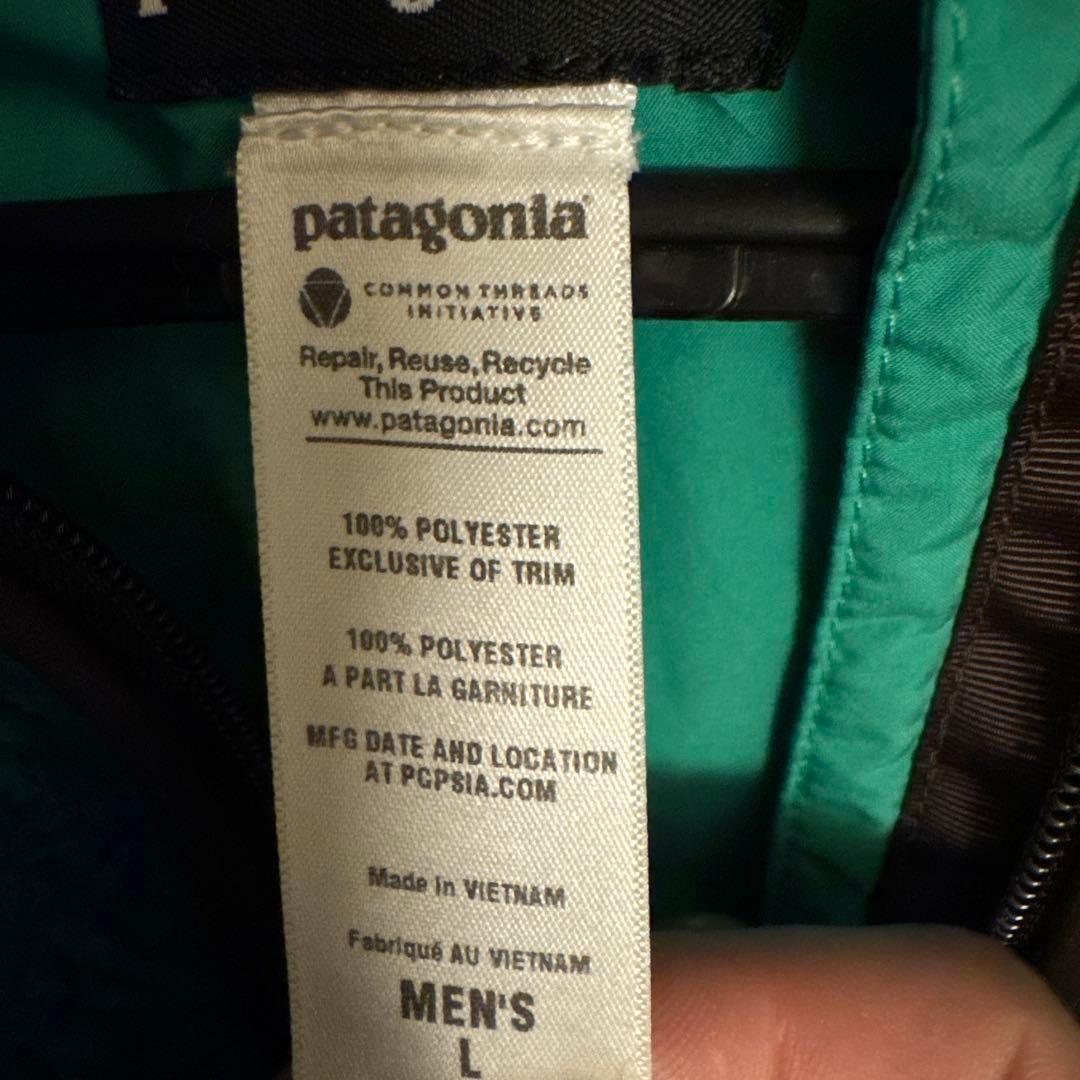 patagonia
COMMON THREADS
INITIATIVE
Repair, Reuse, Recycle
This Product
www.patagonia.com
100% POLYESTER
EXCLUSIVE OF TRIM
100% POLYESTER
A PART LA GARNITURE
MFG DATE AND LOCATION
AT PCPSIA.COM
Made in VIETNAM
Fabriqué AU VIETNAM
MEN'S
L